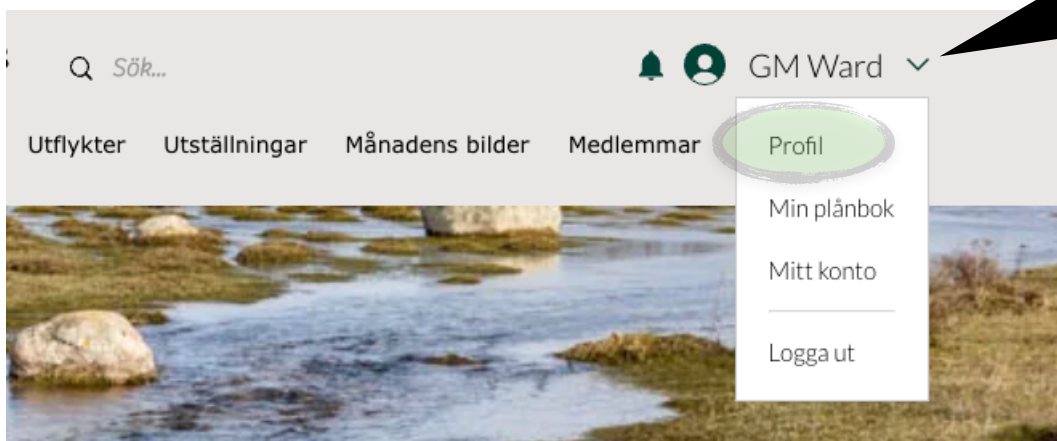 Sök...
GM Ward
Utflykter Utställningar Månadens bilder Medlemmar
Profil
Min plånbok
Mitt konto
Logga ut